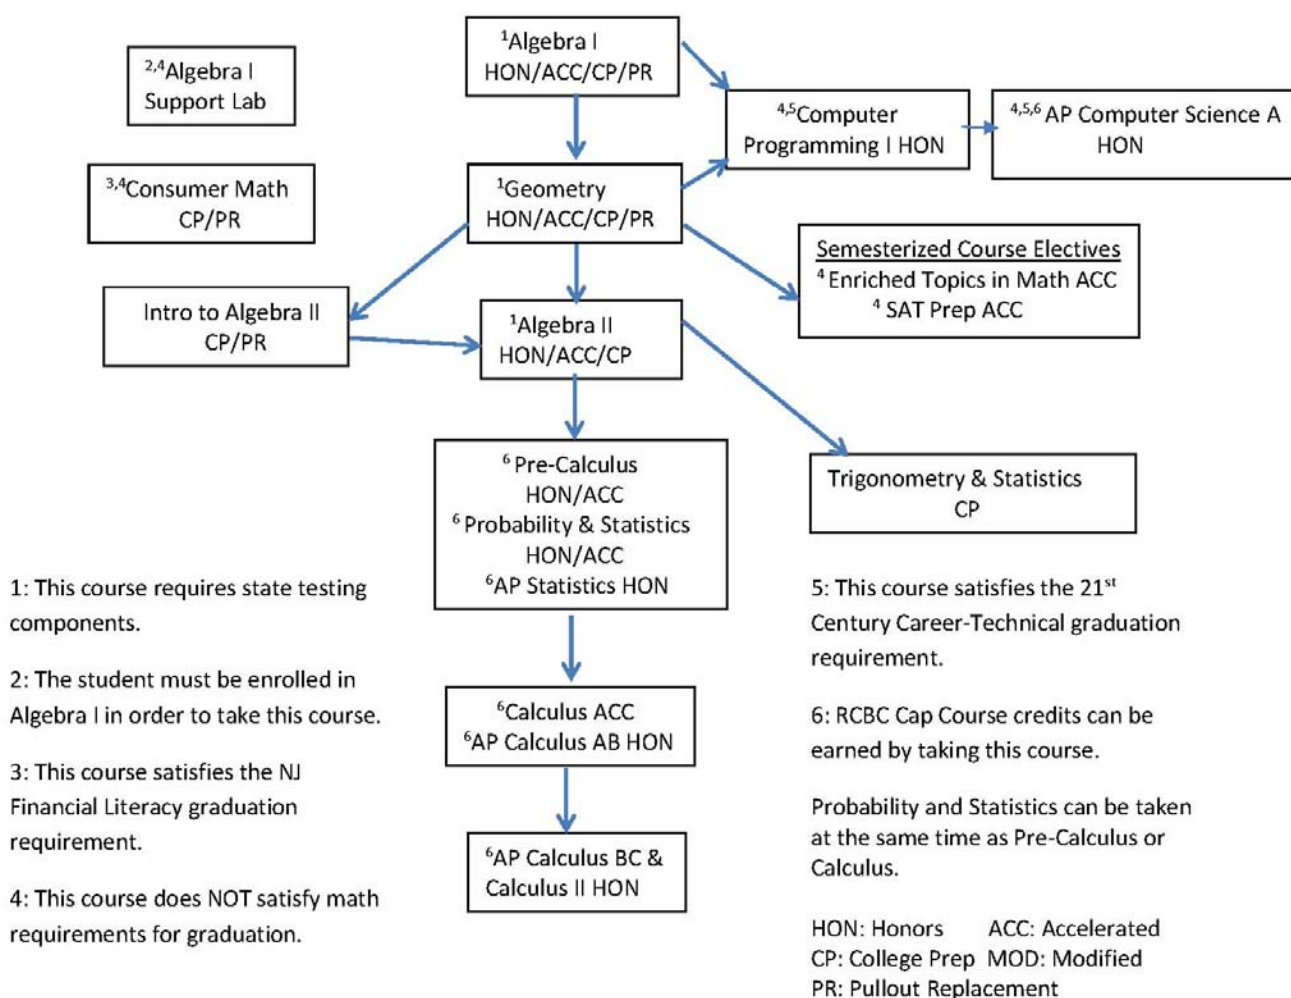 ¹Algebra I
HON/ACC/CP/PR
²,⁴Algebra I
Support Lab
⁴,⁵Computer
Programming I HON
⁴,⁵,⁶ AP Computer Science A
HON
³,⁴Consumer Math
CP/PR
¹Geometry
HON/ACC/CP/PR
Semesterized Course Electives
⁴ Enriched Topics in Math ACC
⁴ SAT Prep ACC
Intro to Algebra II
CP/PR
¹Algebra II
HON/ACC/CP
⁶ Pre-Calculus
HON/ACC
⁶ Probability & Statistics
HON/ACC
⁶AP Statistics HON
Trigonometry & Statistics
CP
⁶Calculus ACC
⁶AP Calculus AB HON
⁶AP Calculus BC &
Calculus II HON
1: This course requires state testing
components.
2: The student must be enrolled in
Algebra I in order to take this course.
3: This course satisfies the NJ
Financial Literacy graduation
requirement.
4: This course does NOT satisfy math
requirements for graduation.
5: This course satisfies the 21st
Century Career-Technical graduation
requirement.
6: RCBC Cap Course credits can be
earned by taking this course.
Probability and Statistics can be taken
at the same time as Pre-Calculus or
Calculus.
HON: Honors ACC: Accelerated
CP: College Prep MOD: Modified
PR: Pullout Replacement